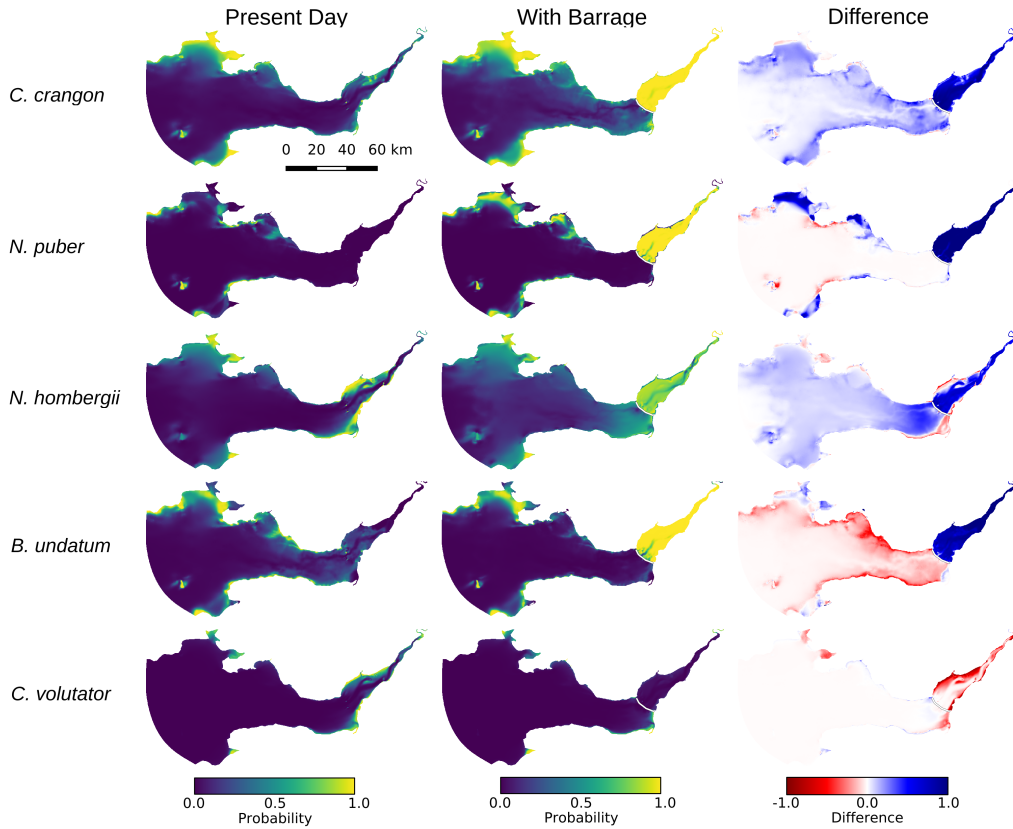 Present Day With Barrage Difference
C. crangon
0 20 40 60 km
N. puber
N. hombergii
B. undatum
C. volutator
0.0 0.5 1.0 0.0 0.5 1.0 -1.0 0.0 1.0
Probability Probability Difference